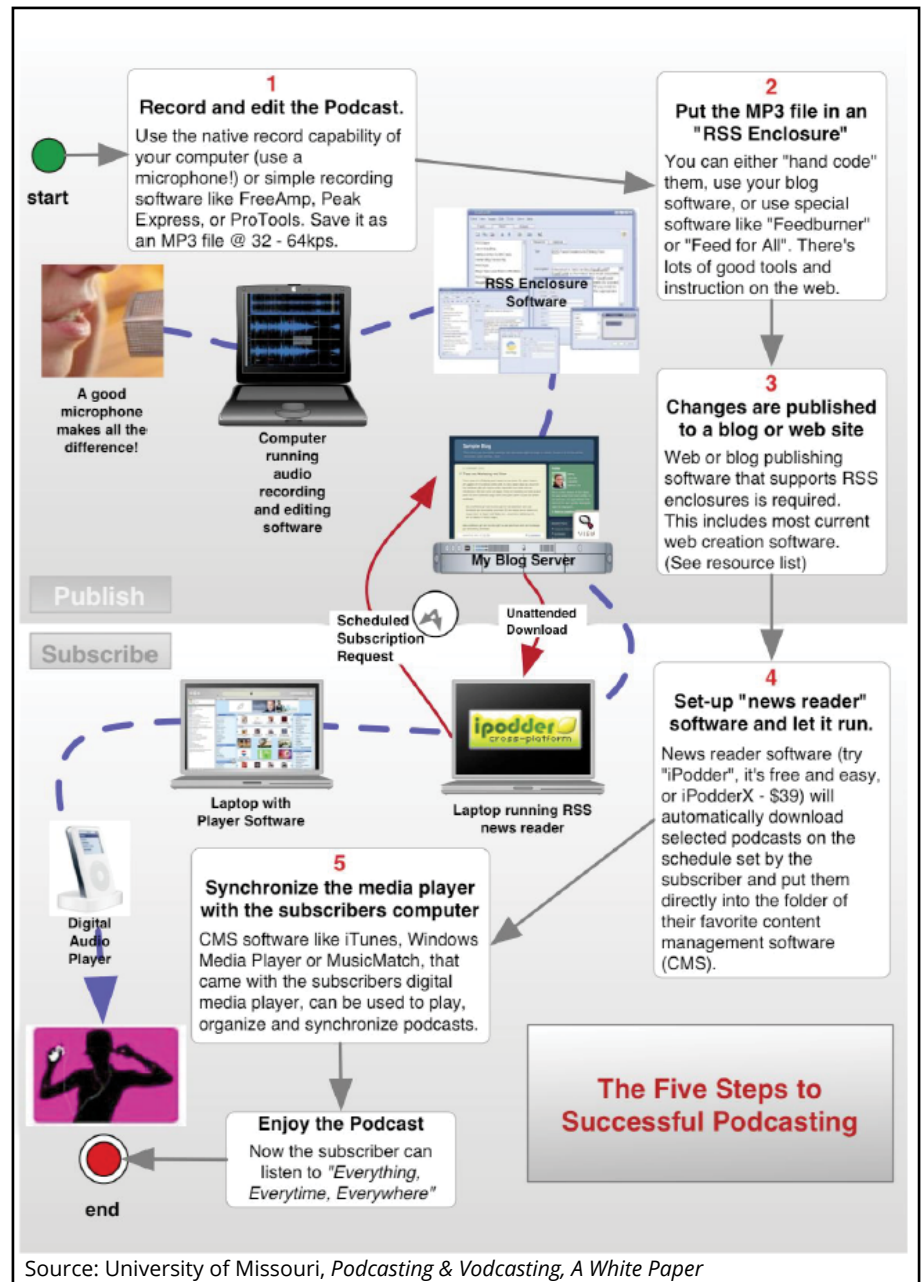 1
Record and edit the Podcast.
Use the native record capability of
your computer (use a
microphone!) or simple recording
software like FreeAmp, Peak
Express, or ProTools. Save it as
an MP3 file @ 32 - 64kps.
start
2
Put the MP3 file in an
"RSS Enclosure"
You can either "hand code"
them, use your blog
software, or use special
software like "Feedburner"
or "Feed for All". There's
lots of good tools and
instruction on the web.
RSS Enclosure
Software
A good
microphone
makes all the
difference!
Computer
running
audio
recording
and editing
software
3
Changes are published
to a blog or web site
Web or blog publishing
software that supports RSS
enclosures is required.
This includes most current
web creation software.
(See resource list)
Sample Blog
VIEW
My Blog Server
Publish
Subscribe
Scheduled
Subscription
Request
Unattended
Download
4
Set-up "news reader"
software and let it run.
News reader software (try
"iPodder", it's free and easy,
or iPodderX - $39) will
automatically download
selected podcasts on the
schedule set by the
subscriber and put them
directly into the folder of
their favorite content
management software
(CMS).
ipodder
cross-platform
Laptop with
Player Software
Laptop running RSS
news reader
5
Synchronize the media player
with the subscribers computer
CMS software like iTunes, Windows
Media Player or MusicMatch, that
came with the subscribers digital
media player, can be used to play,
organize and synchronize podcasts.
Digital
Audio
Player
The Five Steps to
Successful Podcasting
Enjoy the Podcast
Now the subscriber can
listen to "Everything,
Everytime, Everywhere"
end
Source: University of Missouri, Podcasting & Vodcasting, A White Paper